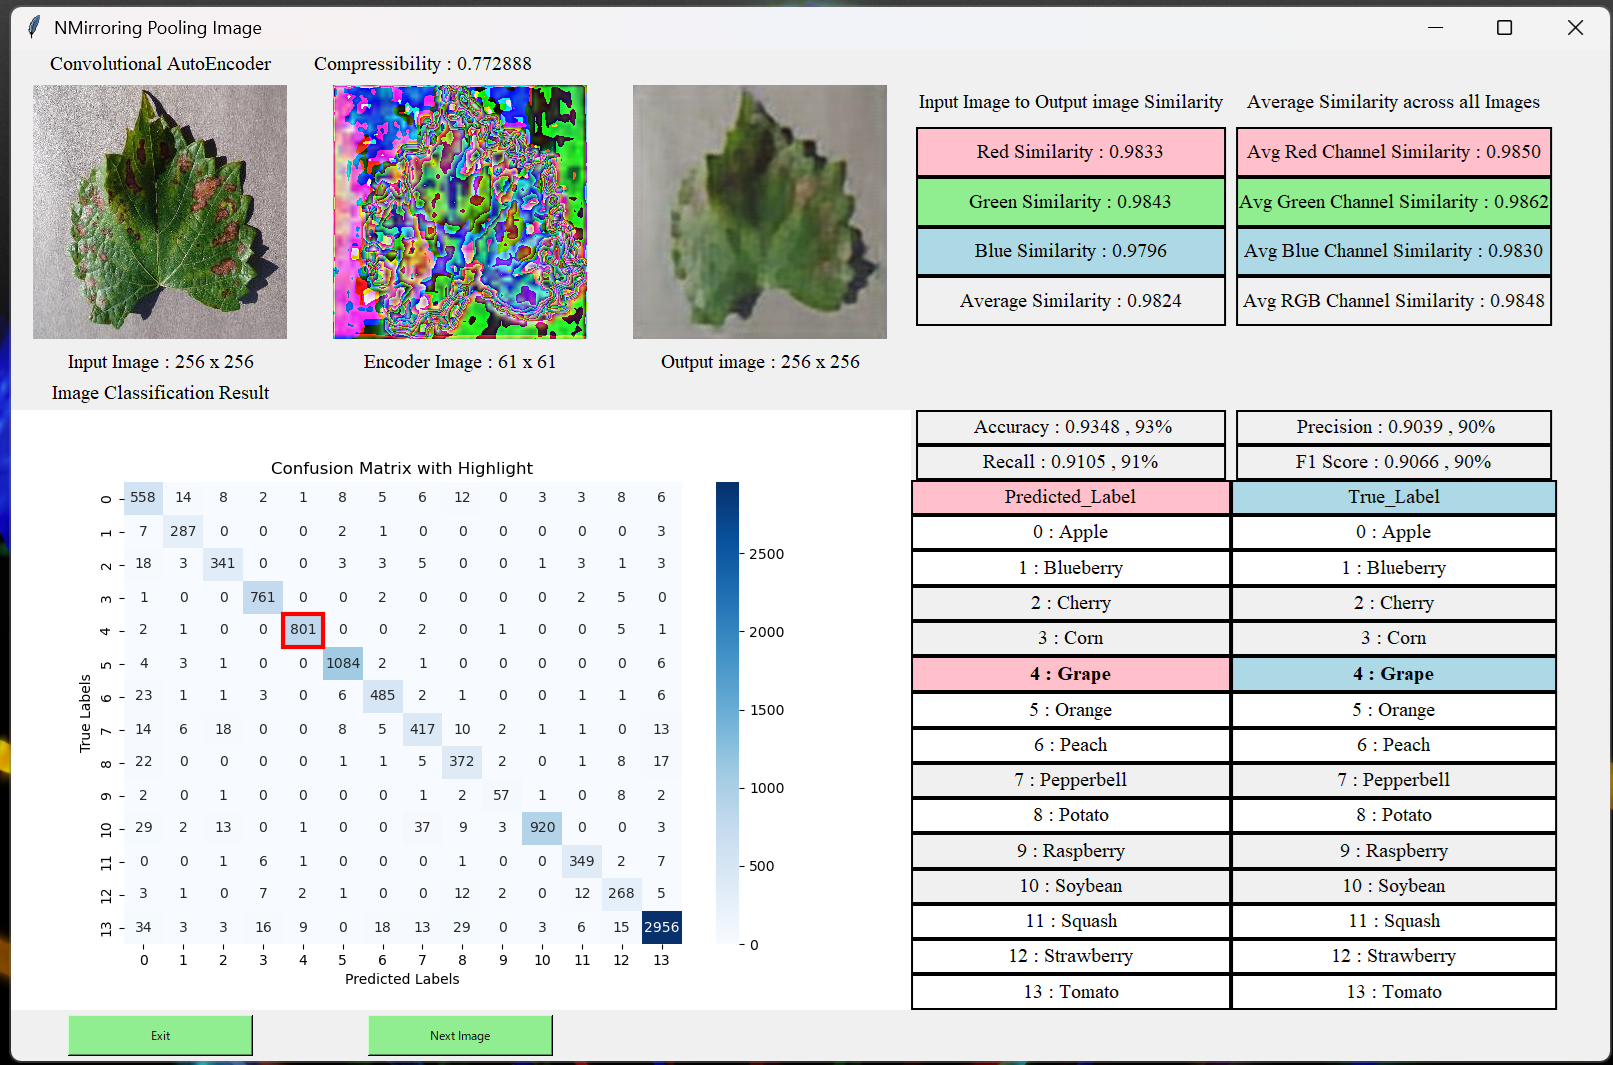 NMirroring Pooling Image
Convolutional AutoEncoder Compressibility : 0.772888
Input Image to Output image Similarity Average Similarity across all Images
Red Similarity : 0.9833 Avg Red Channel Similarity : 0.9850
Green Similarity : 0.9843 Avg Green Channel Similarity : 0.9862
Blue Similarity : 0.9796 Avg Blue Channel Similarity : 0.9830
Average Similarity : 0.9824 Avg RGB Channel Similarity : 0.9848
Input Image : 256 x 256 Encoder Image : 61 x 61 Output image : 256 x 256
Image Classification Result
Accuracy : 0.9348 , 93% Precision : 0.9039 , 90%
Recall : 0.9105 , 91% F1 Score : 0.9066 , 90%
Confusion Matrix with Highlight
0 558 14 8 2 1 8 5 6 12 0 3 3 8 6
1 7 287 0 0 0 2 1 0 0 0 0 0 0 3
2 18 3 341 0 0 3 3 5 0 0 1 3 1 3
3 1 0 0 761 0 0 2 0 0 0 0 2 5 0
4 2 1 0 0 801 0 0 2 0 1 0 0 5 1
5 4 3 1 0 0 1084 2 1 0 0 0 0 0 6
6 23 1 1 3 0 6 485 2 1 0 0 1 1 6
7 14 6 18 0 0 8 5 417 10 2 1 1 0 13
8 22 0 0 0 0 1 1 5 372 2 0 1 8 17
9 2 0 1 0 0 0 0 1 2 57 1 0 8 2
10 29 2 13 0 1 0 0 37 9 3 920 0 0 3
11 0 0 1 6 1 0 0 0 1 0 0 349 2 7
12 3 1 0 7 2 1 0 0 12 2 0 12 268 5
13 34 3 3 16 9 0 18 13 29 0 3 6 15 2956
0 1 2 3 4 5 6 7 8 9 10 11 12 13
Predicted Labels
True Labels
2500
2000
1500
1000
500
0
Predicted_Label True_Label
0 : Apple 0 : Apple
1 : Blueberry 1 : Blueberry
2 : Cherry 2 : Cherry
3 : Corn 3 : Corn
4 : Grape 4 : Grape
5 : Orange 5 : Orange
6 : Peach 6 : Peach
7 : Pepperbell 7 : Pepperbell
8 : Potato 8 : Potato
9 : Raspberry 9 : Raspberry
10 : Soybean 10 : Soybean
11 : Squash 11 : Squash
12 : Strawberry 12 : Strawberry
13 : Tomato 13 : Tomato
Exit Next Image